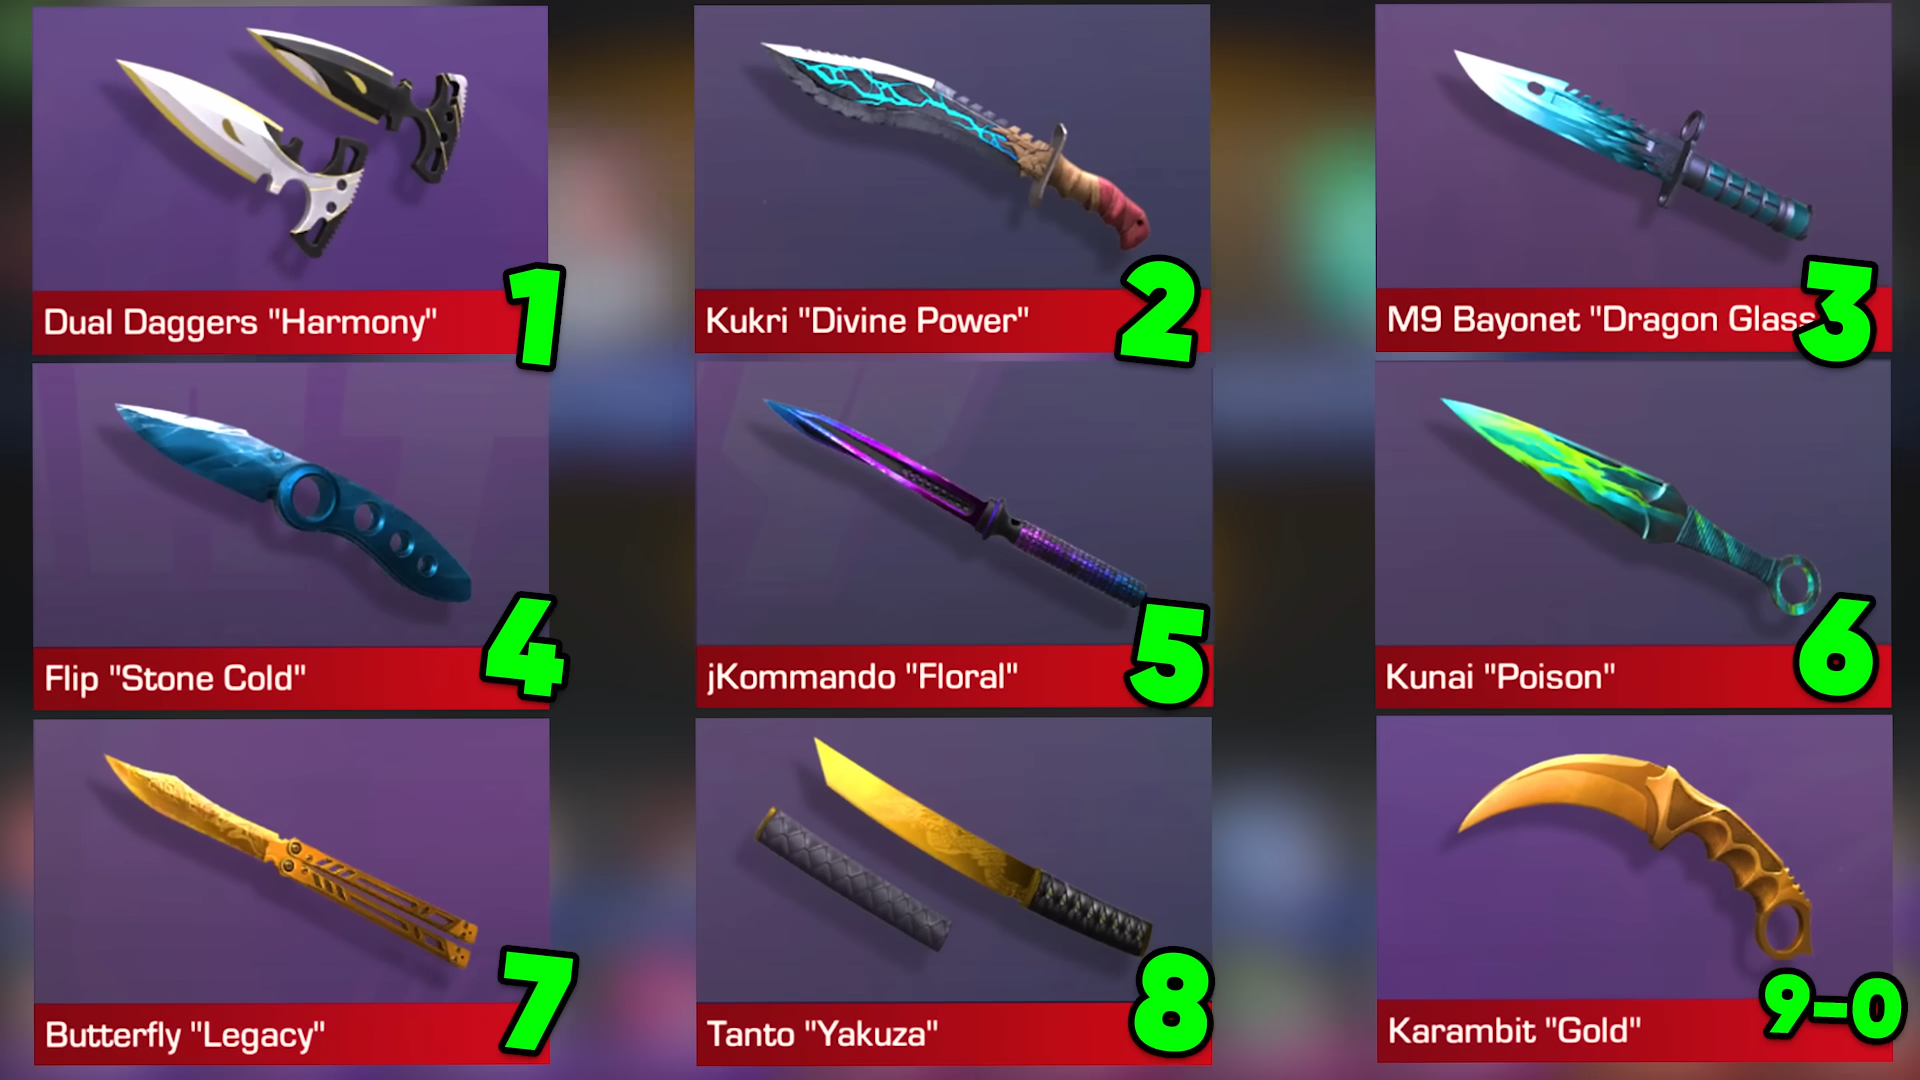 Dual Daggers "Harmony"
1
Kukri "Divine Power"
2
M9 Bayonet "Dragon Glass
3
Flip "Stone Cold"
4
jKommando "Floral"
5
Kunai "Poison"
6
Butterfly "Legacy"
7
Tanto "Yakuza"
8
Karambit "Gold"
9-0